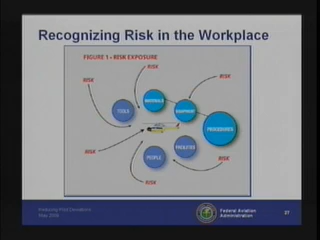 Recognizing Risk in the Workplace
FIGURE 1 - RISK EXPOSURE
RISK
RISK
RISK
TOOLS
MATERIALS
EQUIPMENT
PROCEDURES
FACILITIES
PEOPLE
RISK
RISK
RISK
Federal Aviation
Administration